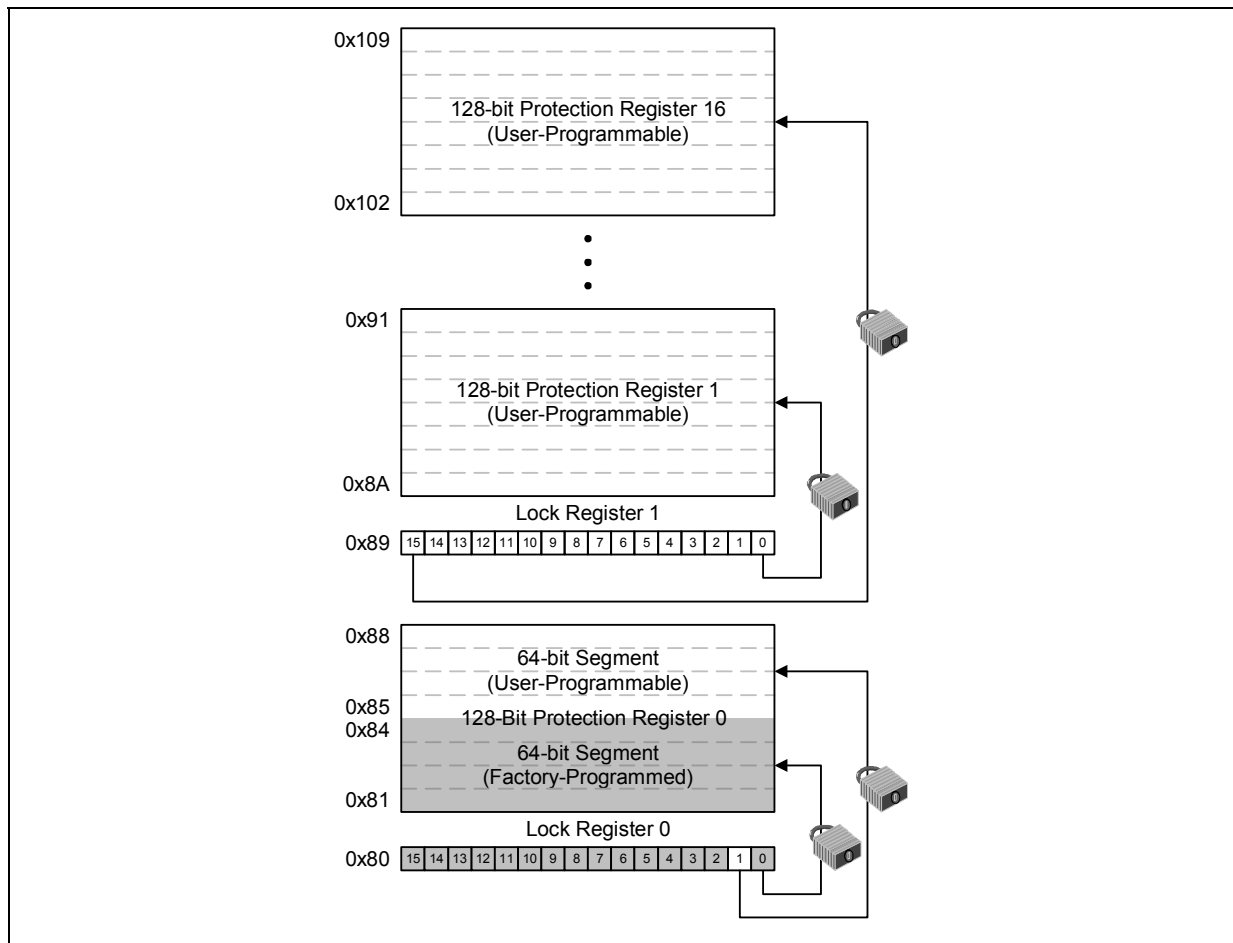 0x109
128-bit Protection Register 16
(User-Programmable)
0x102
0x91
128-bit Protection Register 1
(User-Programmable)
0x8A
Lock Register 1
0x89 15 14 13 12 11 10 9 8 7 6 5 4 3 2 1 0
0x88
64-bit Segment
(User-Programmable)
0x85
128-Bit Protection Register 0
0x84
64-bit Segment
(Factory-Programmed)
0x81
Lock Register 0
0x80 15 14 13 12 11 10 9 8 7 6 5 4 3 2 1 0